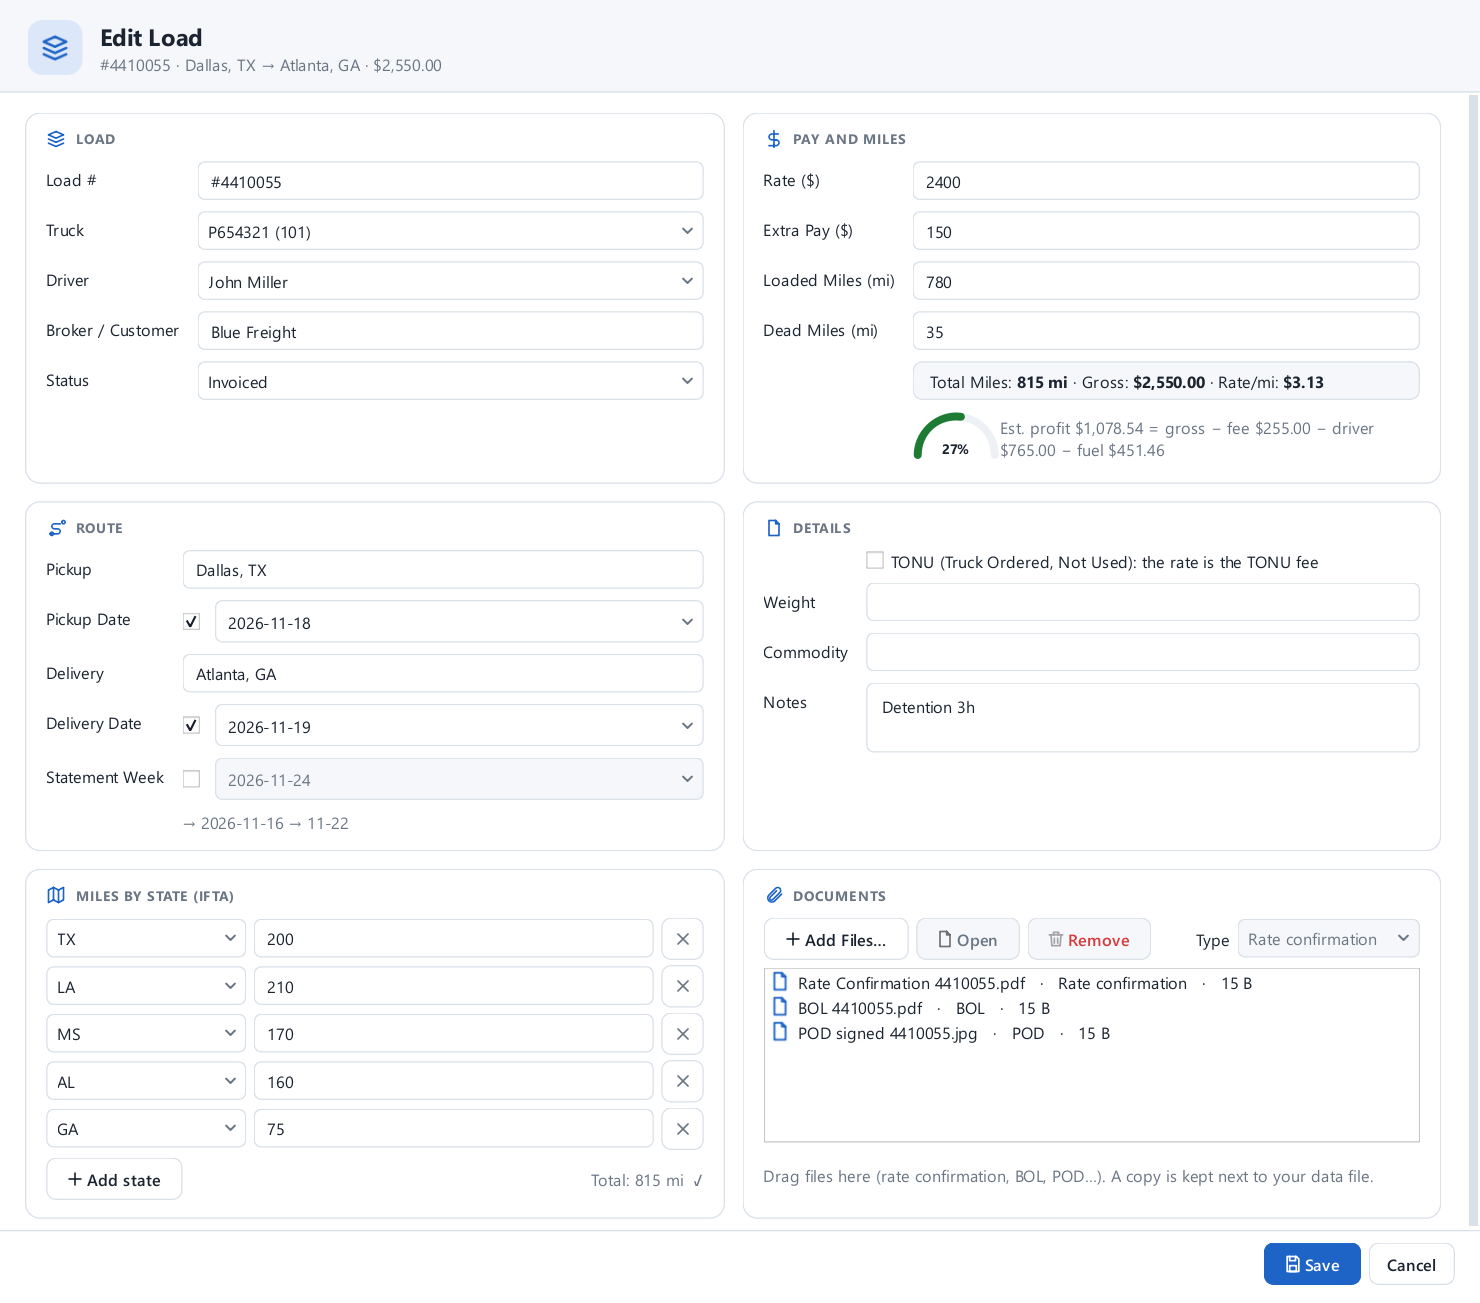 Edit Load
#4410055 · Dallas, TX → Atlanta, GA · $2,550.00
LOAD
Load # #4410055
Truck P654321 (101)
Driver John Miller
Broker / Customer Blue Freight
Status Invoiced
PAY AND MILES
Rate ($) 2400
Extra Pay ($) 150
Loaded Miles (mi) 780
Dead Miles (mi) 35
Total Miles: 815 mi · Gross: $2,550.00 · Rate/mi: $3.13
27%
Est. profit $1,078.54 = gross − fee $255.00 − driver
$765.00 − fuel $451.46
ROUTE
Pickup Dallas, TX
Pickup Date 2026-11-18
Delivery Atlanta, GA
Delivery Date 2026-11-19
Statement Week 2026-11-24
→ 2026-11-16 → 11-22
DETAILS
TONU (Truck Ordered, Not Used): the rate is the TONU fee
Weight
Commodity
Notes Detention 3h
MILES BY STATE (IFTA)
TX 200
LA 210
MS 170
AL 160
GA 75
+ Add state Total: 815 mi ✓
DOCUMENTS
+ Add Files... Open Remove Type Rate confirmation
Rate Confirmation 4410055.pdf · Rate confirmation · 15 B
BOL 4410055.pdf · BOL · 15 B
POD signed 4410055.jpg · POD · 15 B
Drag files here (rate confirmation, BOL, POD...). A copy is kept next to your data file.
Save Cancel